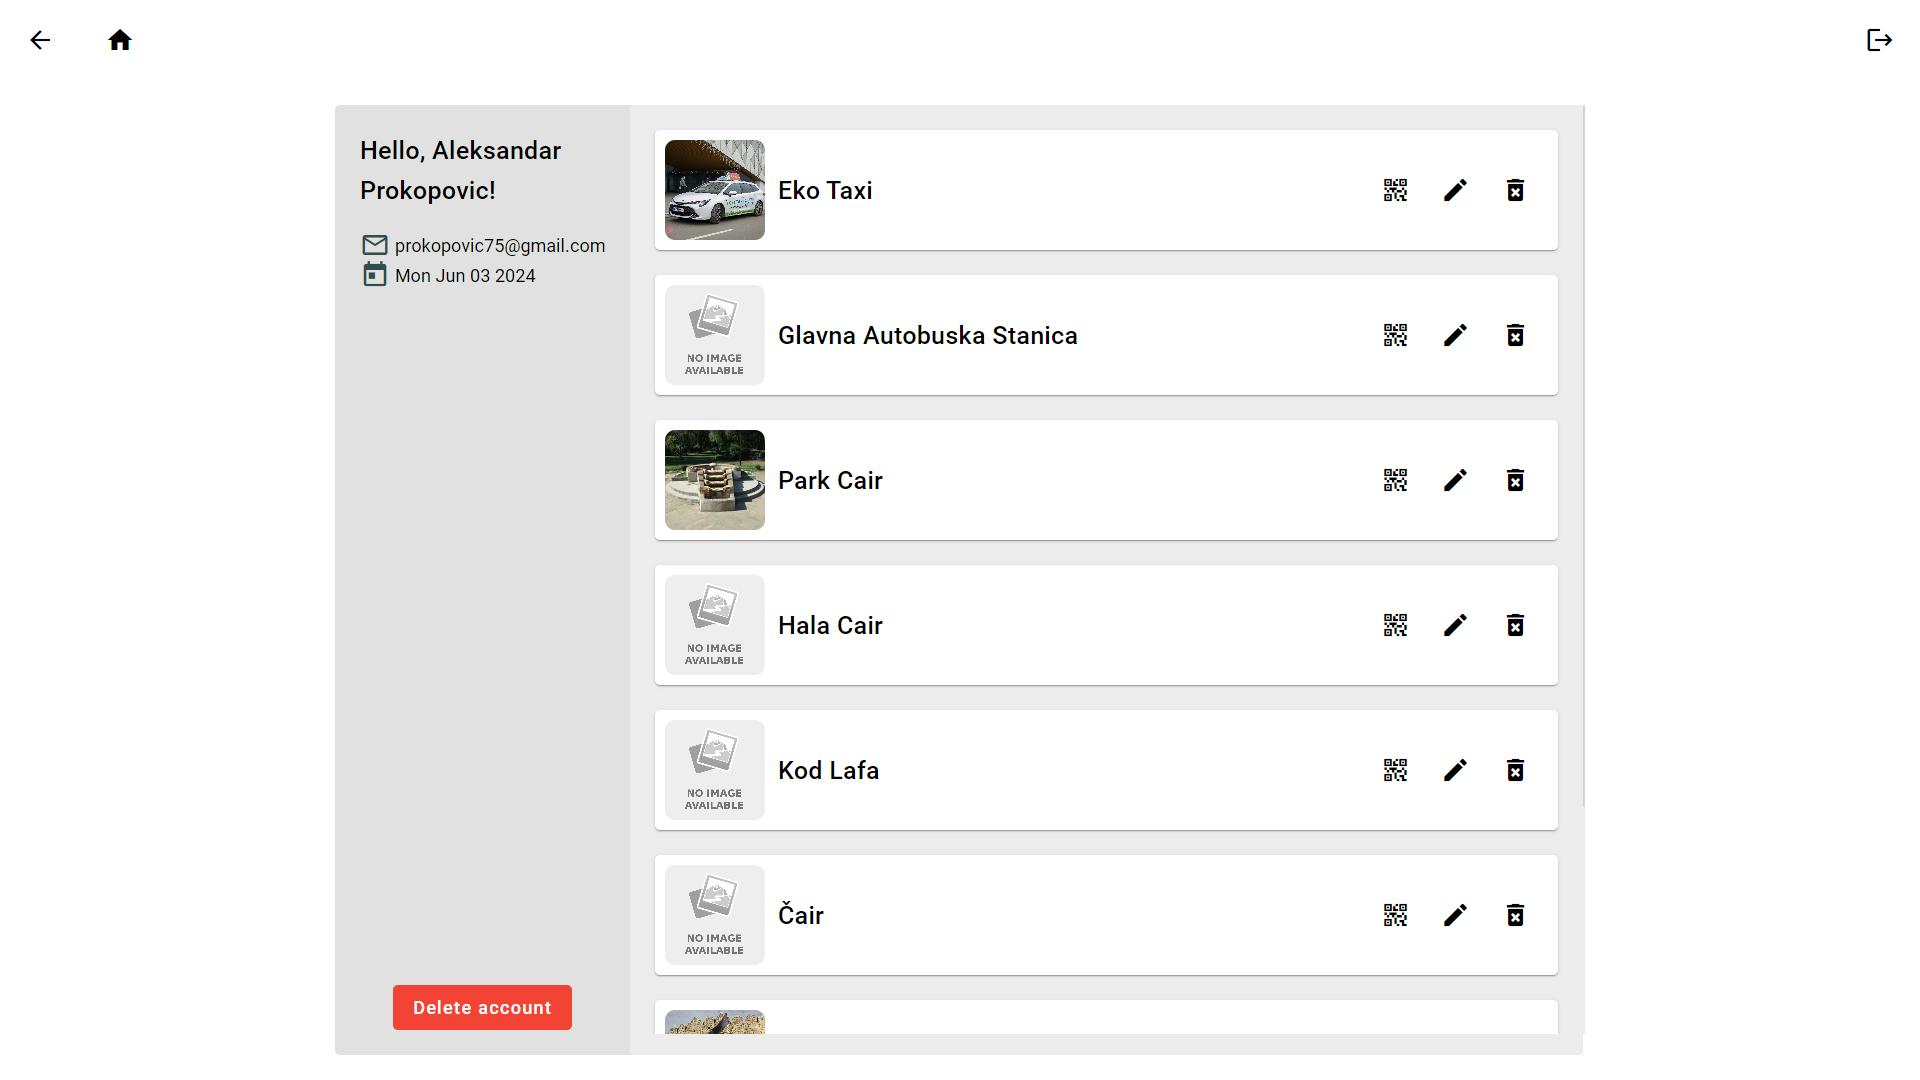 Hello, Aleksandar
Prokopovic!
prokopovic75@gmail.com
Mon Jun 03 2024
Delete account
Eko Taxi
NO IMAGE
AVAILABLE
Glavna Autobuska Stanica
Park Cair
NO IMAGE
AVAILABLE
Hala Cair
NO IMAGE
AVAILABLE
Kod Lafa
NO IMAGE
AVAILABLE
Čair